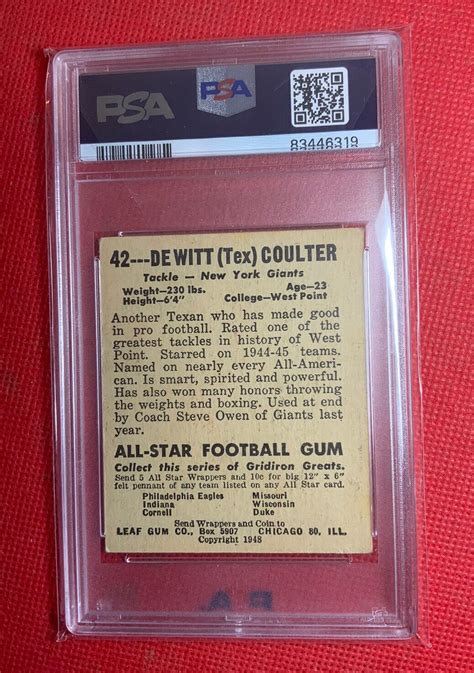 PSA
PSA
83446319
42---DE WITT (Tex) COULTER
Tackle – New York Giants
Weight—230 lbs. Age—23
Height—6'4" College—West Point
Another Texan who has made good
in pro football. Rated one of the
greatest tackles in history of West
Point. Starred on 1944-45 teams.
Named on nearly every All-Ameri-
can. Is smart, spirited and powerful.
Has also won many honors throwing
the weights and boxing. Used at end
by Coach Steve Owen of Giants last
year.
ALL-STAR FOOTBALL GUM
Collect this series of Gridiron Greats.
Send 5 All Star Wrappers and 10c for big 12" x 6"
felt pennant of any team listed on any All Star card.
Philadelphia Eagles Missouri
Indiana Wisconsin
Cornell Duke
Send Wrappers and Coin to
LEAF GUM CO., Box 5907 CHICAGO 80, ILL.
Copyright 1948